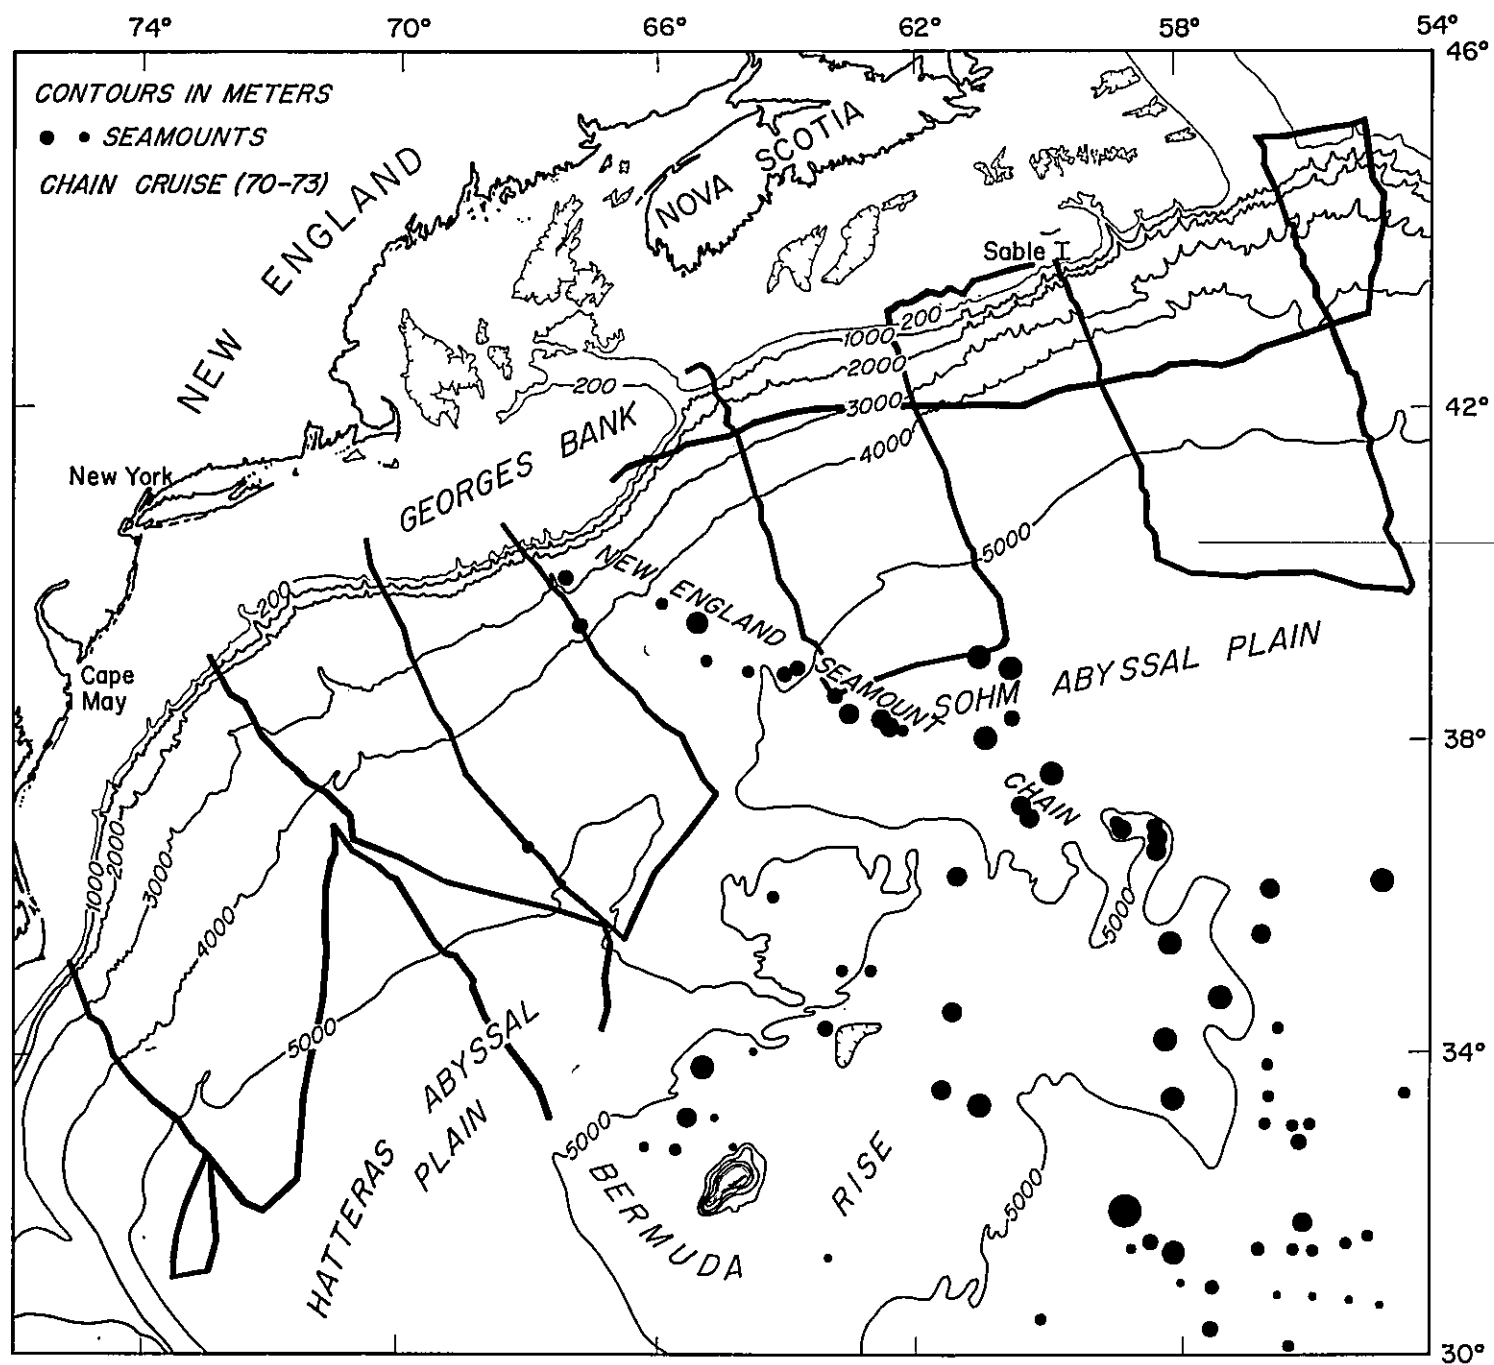 74° 70° 66° 62° 58° 54°
46°
CONTOURS IN METERS
SEAMOUNTS
CHAIN CRUISE (70-73)
NEW ENGLAND
NOVA SCOTIA
Sable I
200
1000
2000
3000
4000
200
42°
GEORGES BANK
New York
5000
200
NEW ENGLAND SEAMOUNT CHAIN
SOHM ABYSSAL PLAIN
Cape
May
38°
1000
2000
3000
4000
5000
5000
34°
HATTERAS ABYSSAL PLAIN
5000
BERMUDA RISE
5000
30°